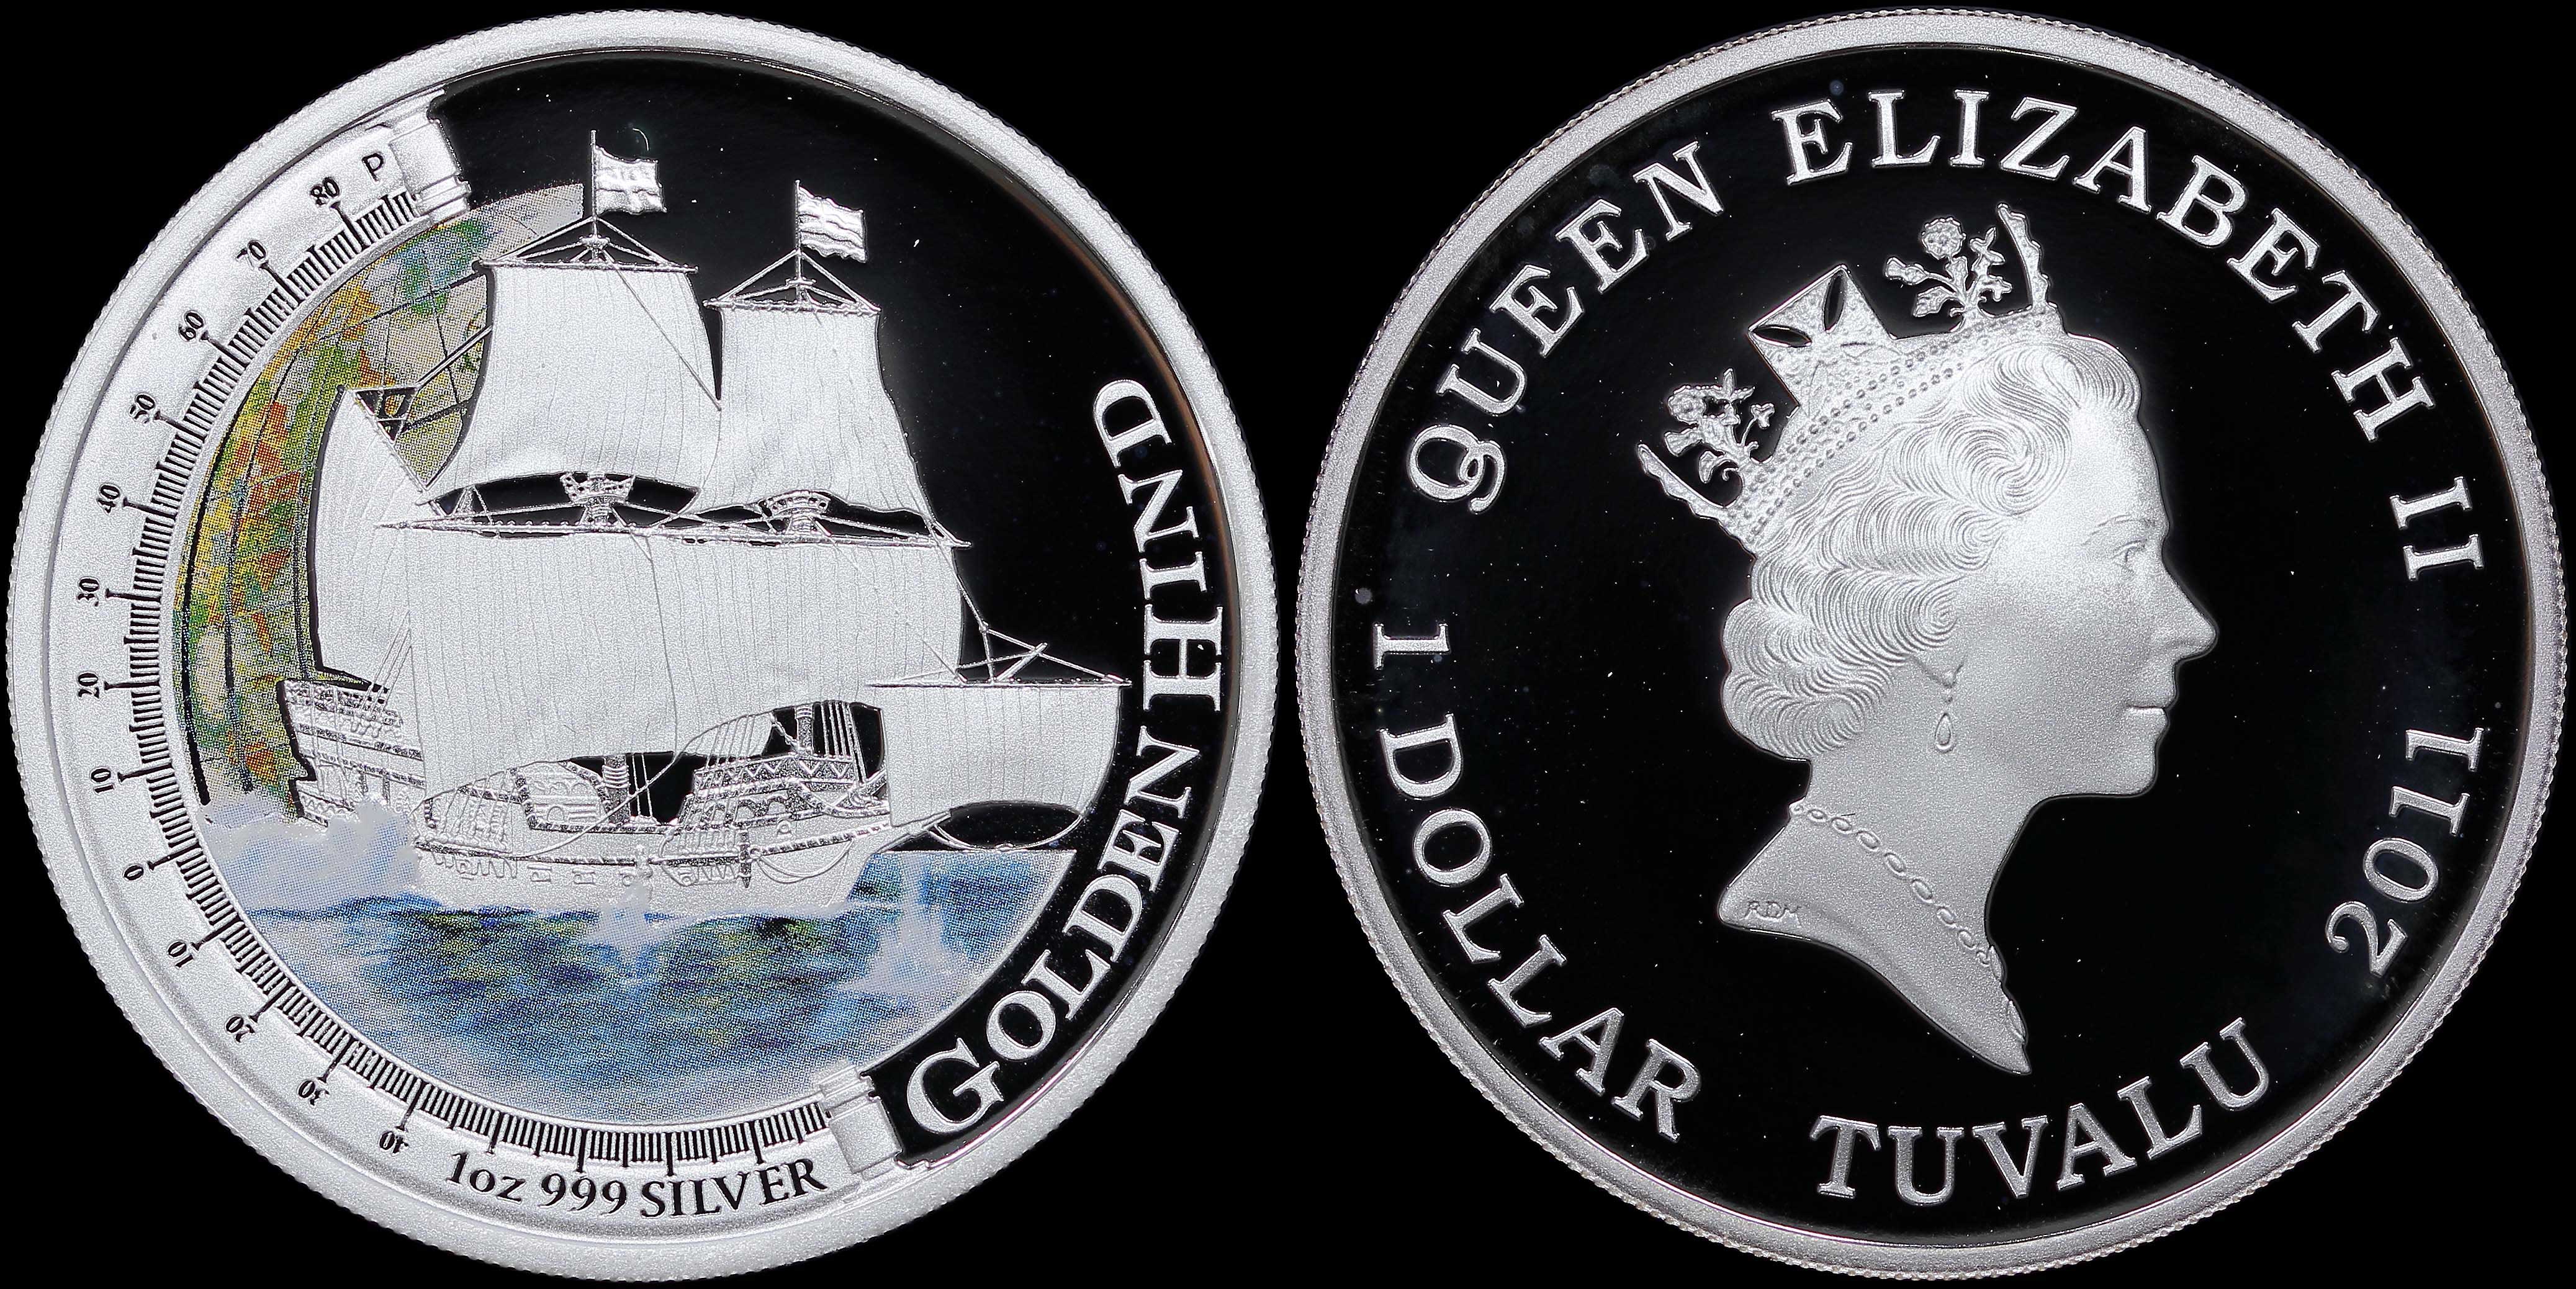 P
80
70
60
50
40
30
20
10
0
10
20
30
40
1oz 999 SILVER
GOLDEN HIND
QUEEN ELIZABETH II
1 DOLLAR TUVALU 2011
RDM